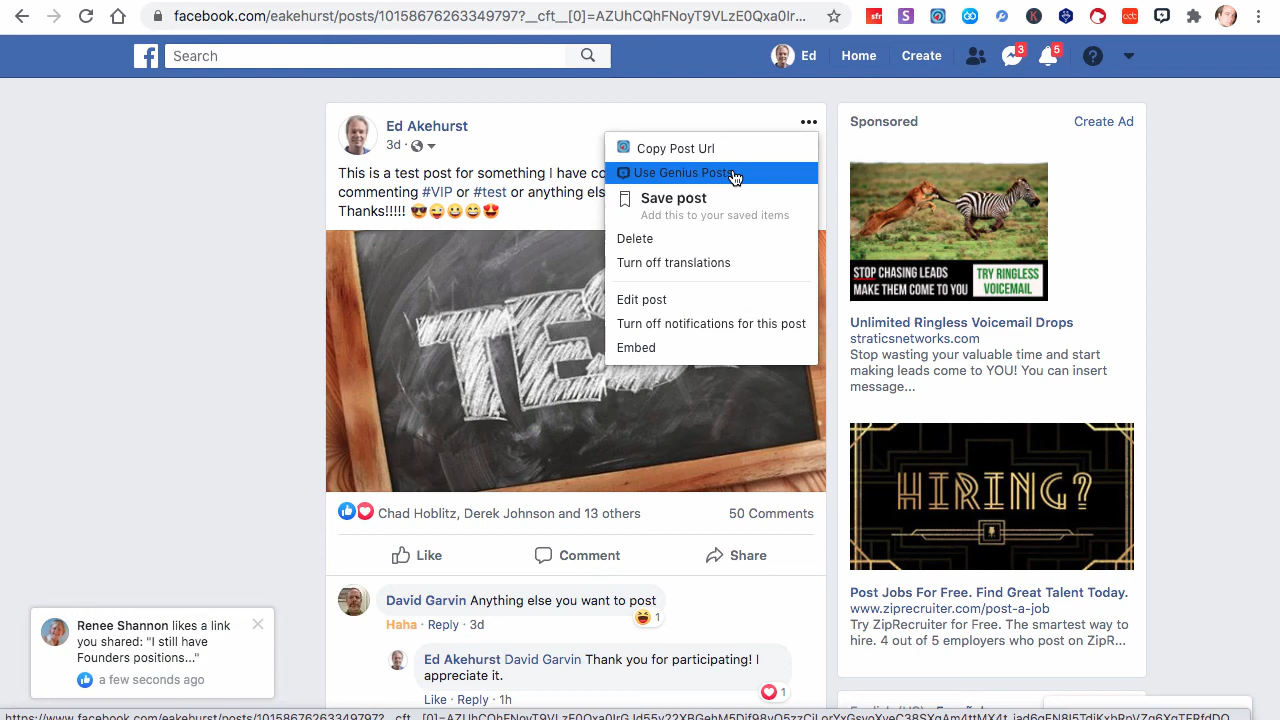 facebook.com/eakehurst/posts/10158676263349797?__cft__[0]=AZUhCQhFNoyT9VLzE0Qxa0Ir...
Search
Ed
Home
Create
3
5
Ed Akehurst
3d
This is a test post for something I have co
commenting #VIP or #test or anything else
Thanks!!!!! 😎😜😀😀😍
Copy Post Url
Use Genius Posts
Save post
Add this to your saved items
Delete
Turn off translations
Edit post
Turn off notifications for this post
Embed
Chad Hoblitz, Derek Johnson and 13 others
50 Comments
Like
Comment
Share
David Garvin Anything else you want to post
1
Haha · Reply · 3d
Ed Akehurst David Garvin Thank you for participating! I
appreciate it.
1
Like · Reply · 1h
Sponsored
Create Ad
STOP CHASING LEADS
MAKE THEM COME TO YOU
TRY RINGLESS
VOICEMAIL
Unlimited Ringless Voicemail Drops
straticsnetworks.com
Stop wasting your valuable time and start
making leads come to YOU! You can insert
message...
HIRING?
Post Jobs For Free. Find Great Talent Today.
www.ziprecruiter.com/post-a-job
Try ZipRecruiter for Free. The smartest way to
hire. 4 out of 5 employers who post on ZipR...
Renee Shannon likes a link
you shared: "I still have
Founders positions..."
a few seconds ago